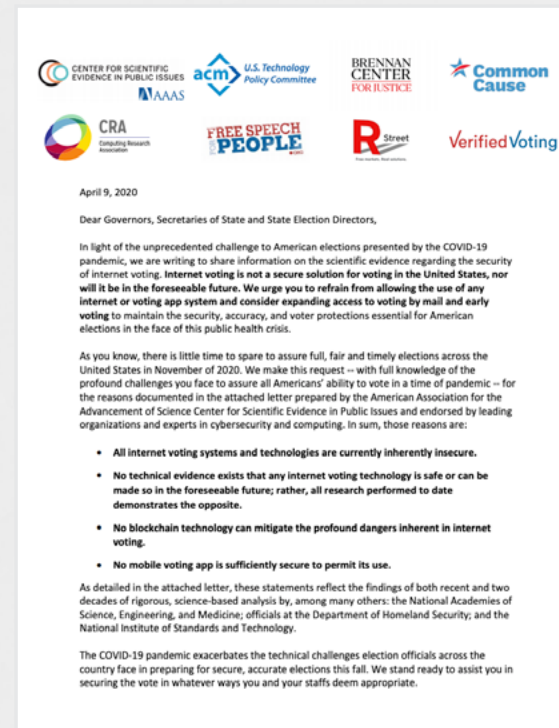 CENTER FOR SCIENTIFIC
EVIDENCE IN PUBLIC ISSUES
AAAS
acm
U.S. Technology
Policy Committee
BRENNAN
CENTER
FOR JUSTICE
Common
Cause
CRA
Computing Research
Association
FREE SPEECH
FOR PEOPLE.ORG
R Street
Free markets. Real solutions.
VerifiedVoting
April 9, 2020
Dear Governors, Secretaries of State and State Election Directors,
In light of the unprecedented challenge to American elections presented by the COVID-19
pandemic, we are writing to share information on the scientific evidence regarding the security
of internet voting. Internet voting is not a secure solution for voting in the United States, nor
will it be in the foreseeable future. We urge you to refrain from allowing the use of any
internet or voting app system and consider expanding access to voting by mail and early
voting to maintain the security, accuracy, and voter protections essential for American
elections in the face of this public health crisis.
As you know, there is little time to spare to assure full, fair and timely elections across the
United States in November of 2020. We make this request -- with full knowledge of the
profound challenges you face to assure all Americans' ability to vote in a time of pandemic -- for
the reasons documented in the attached letter prepared by the American Association for the
Advancement of Science Center for Scientific Evidence in Public Issues and endorsed by leading
organizations and experts in cybersecurity and computing. In sum, those reasons are:
• All internet voting systems and technologies are currently inherently insecure.
• No technical evidence exists that any internet voting technology is safe or can be
made so in the foreseeable future; rather, all research performed to date
demonstrates the opposite.
• No blockchain technology can mitigate the profound dangers inherent in internet
voting.
• No mobile voting app is sufficiently secure to permit its use.
As detailed in the attached letter, these statements reflect the findings of both recent and two
decades of rigorous, science-based analysis by, among many others: the National Academies of
Science, Engineering, and Medicine; officials at the Department of Homeland Security; and the
National Institute of Standards and Technology.
The COVID-19 pandemic exacerbates the technical challenges election officials across the
country face in preparing for secure, accurate elections this fall. We stand ready to assist you in
securing the vote in whatever ways you and your staffs deem appropriate.